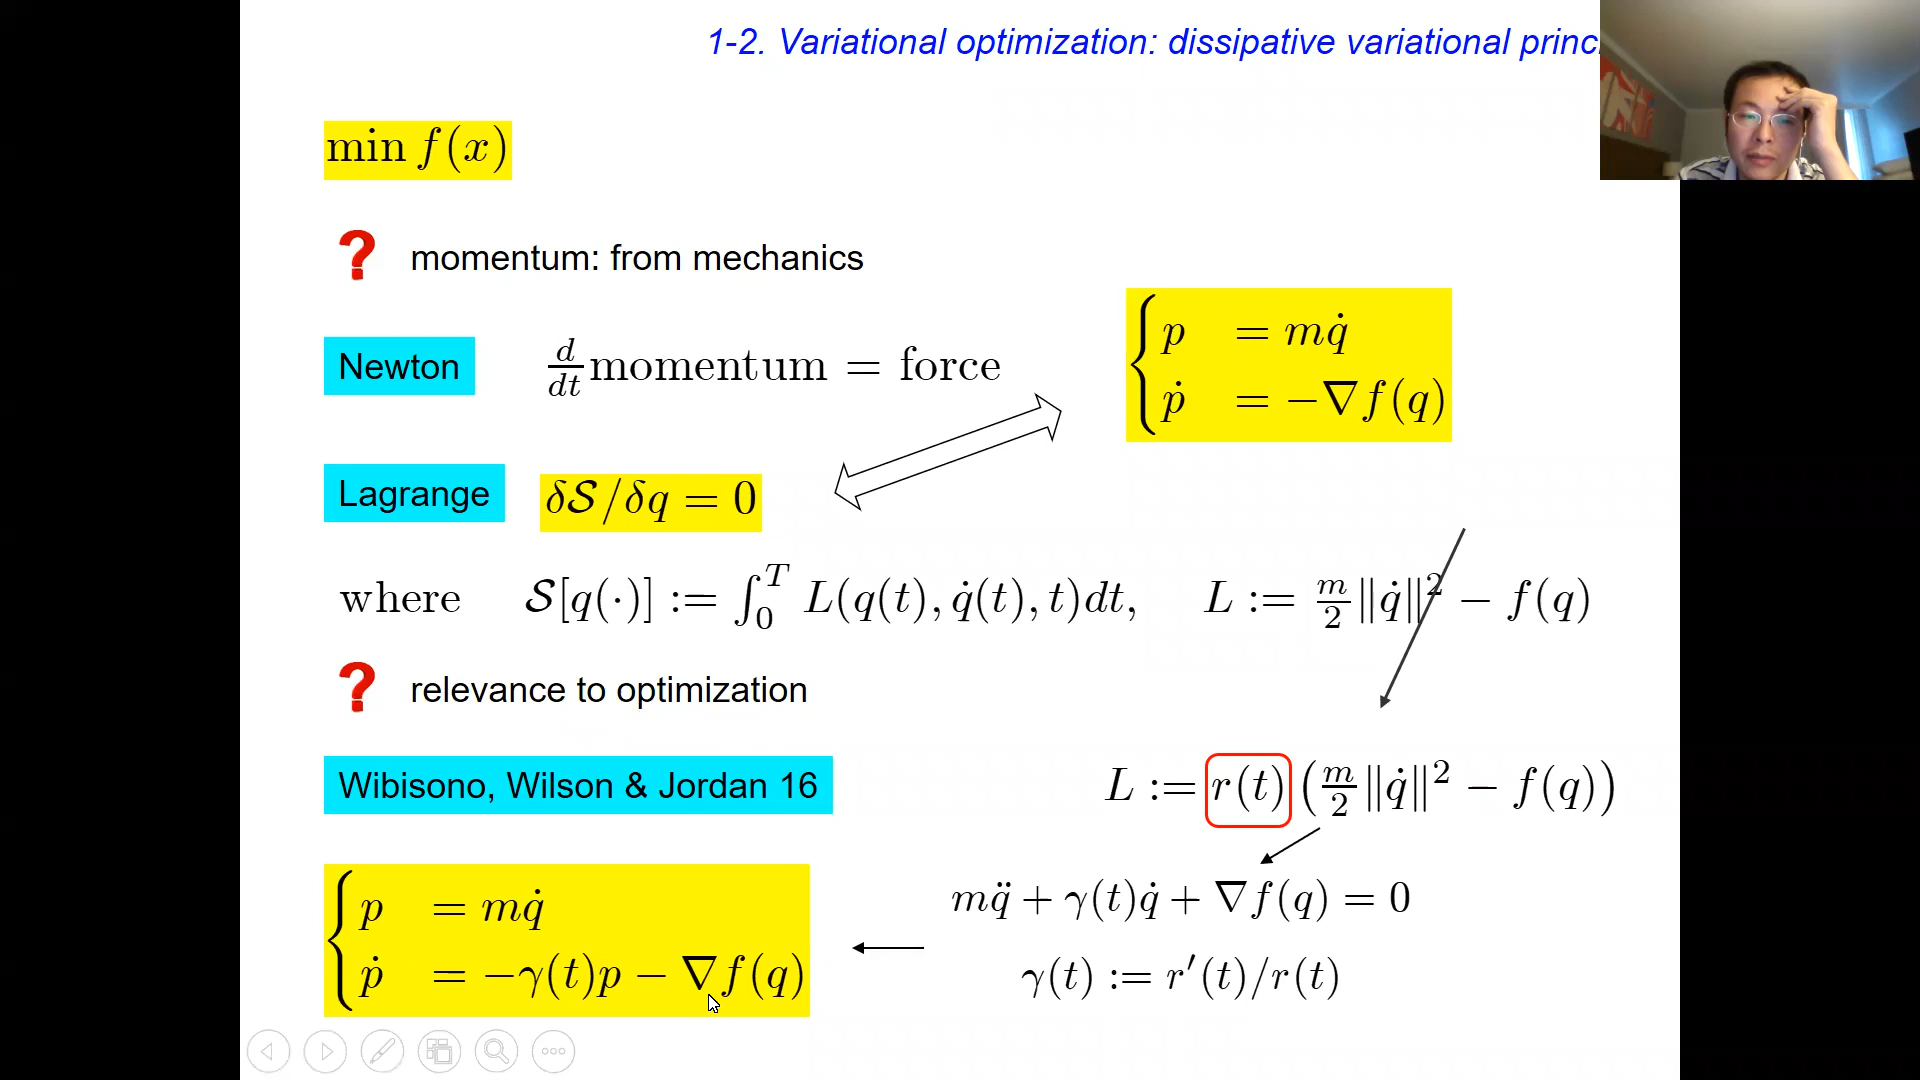 1-2. Variational optimization: dissipative variational princ
min f(x)
? momentum: from mechanics
Newton d/dt momentum = force
{ p = mq̇
ṗ = −∇f(q)
Lagrange δ𝒮/δq = 0
where 𝒮[q(·)] := ∫₀ᵀ L(q(t), q̇(t), t)dt, L := m/2 ‖q̇‖² − f(q)
? relevance to optimization
Wibisono, Wilson & Jordan 16 L := r(t) (m/2 ‖q̇‖² − f(q))
{ p = mq̇
ṗ = −γ(t)p − ∇f(q)
mq̈ + γ(t)q̇ + ∇f(q) = 0
γ(t) := r′(t)/r(t)